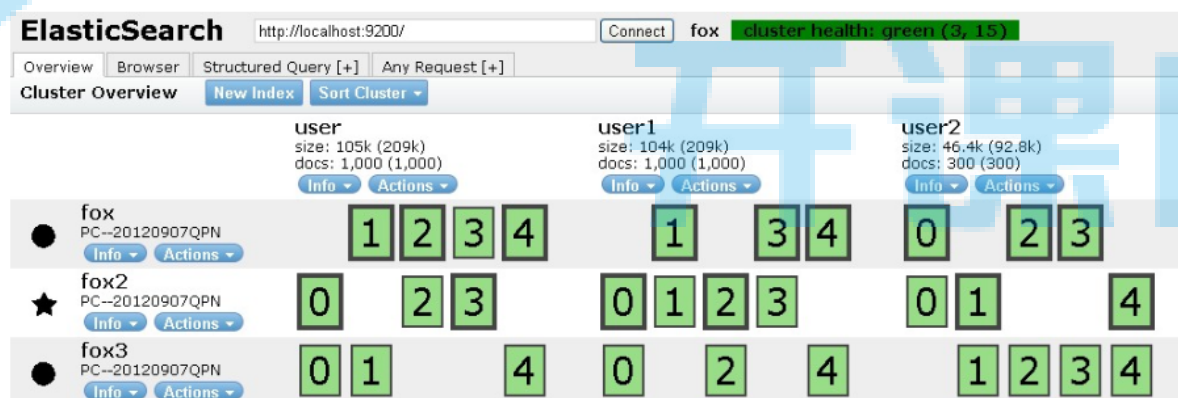 ElasticSearch http://localhost:9200/ Connect fox cluster health: green (3, 15)
Overview Browser Structured Query [+] Any Request [+]
Cluster Overview New Index Sort Cluster
user user1 user2
size: 105k (209k) size: 104k (209k) size: 46.4k (92.8k)
docs: 1,000 (1,000) docs: 1,000 (1,000) docs: 300 (300)
Info Actions Info Actions Info Actions
fox
PC--20120907QPN
Info Actions
1 2 3 4 1 3 4 0 2 3
fox2
PC--20120907QPN
Info Actions
0 2 3 0 1 2 3 0 1 4
fox3
PC--20120907QPN
Info Actions
0 1 4 0 2 4 1 2 3 4